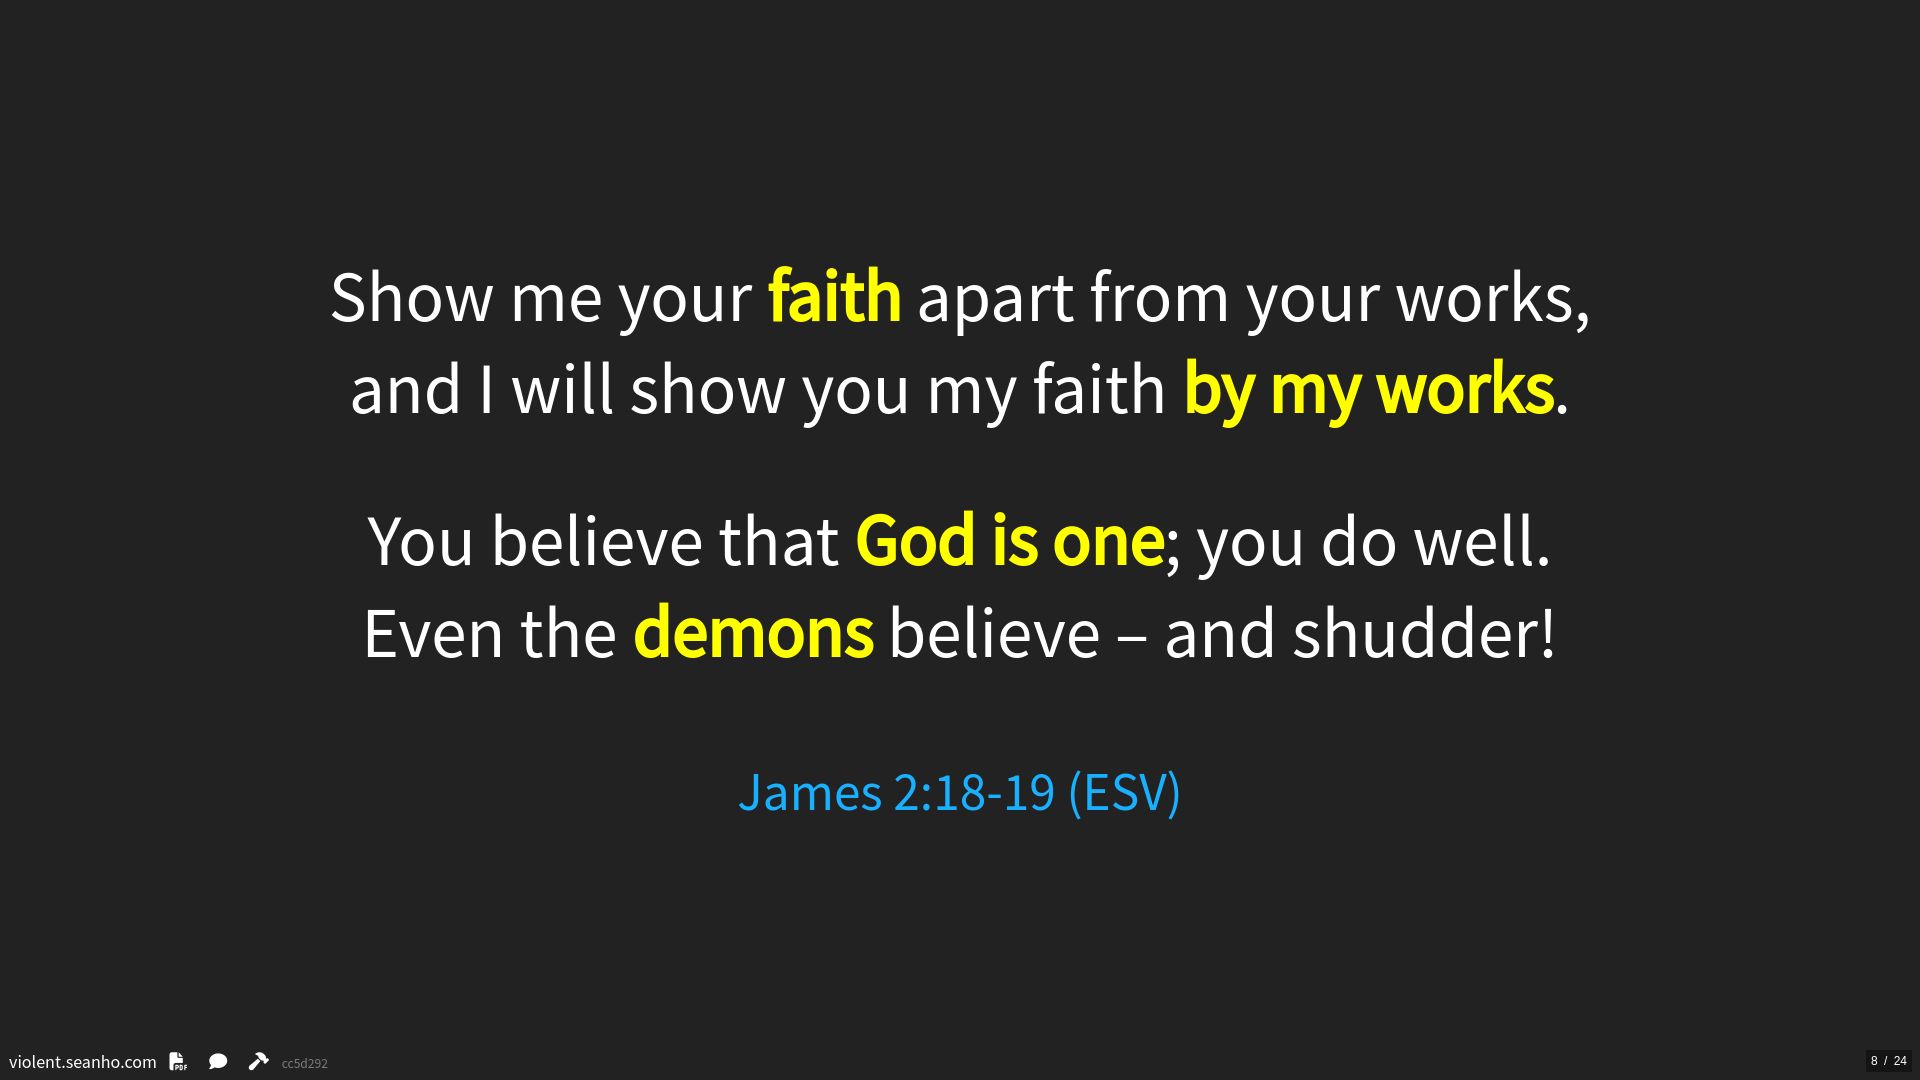 Show me your faith apart from your works,
and I will show you my faith by my works.
You believe that God is one; you do well.
Even the demons believe – and shudder!
James 2:18-19 (ESV)
violent.seanho.com PDF cc5d292
8 / 24